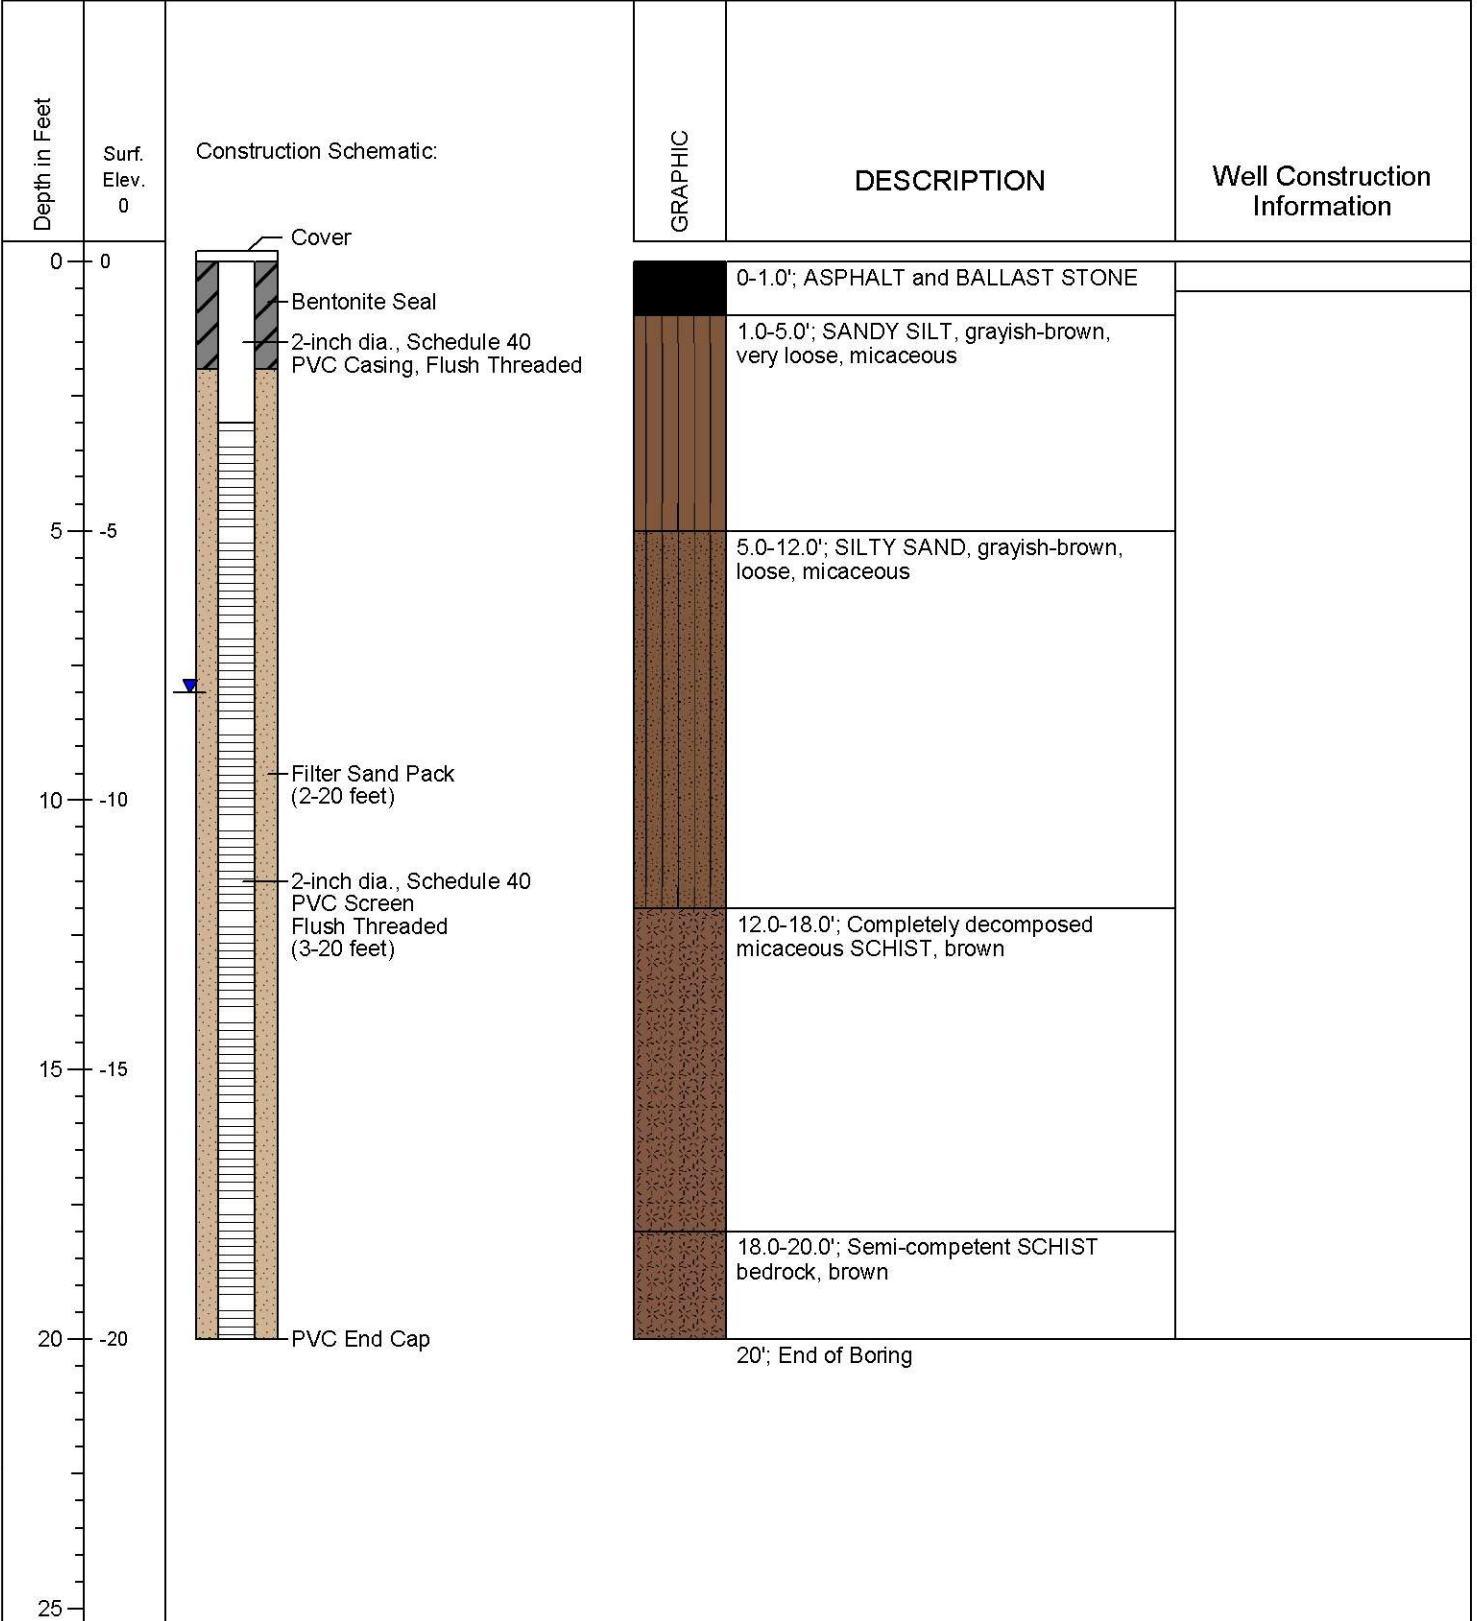 Depth in Feet
Surf.
Elev.
0
Construction Schematic:
GRAPHIC
DESCRIPTION
Well Construction
Information
Cover
0
0
Bentonite Seal
2-inch dia., Schedule 40
PVC Casing, Flush Threaded
5
-5
Filter Sand Pack
(2-20 feet)
10
-10
2-inch dia., Schedule 40
PVC Screen
Flush Threaded
(3-20 feet)
15
-15
20
-20
PVC End Cap
25
0-1.0'; ASPHALT and BALLAST STONE
1.0-5.0'; SANDY SILT, grayish-brown,
very loose, micaceous
5.0-12.0'; SILTY SAND, grayish-brown,
loose, micaceous
12.0-18.0'; Completely decomposed
micaceous SCHIST, brown
18.0-20.0'; Semi-competent SCHIST
bedrock, brown
20'; End of Boring